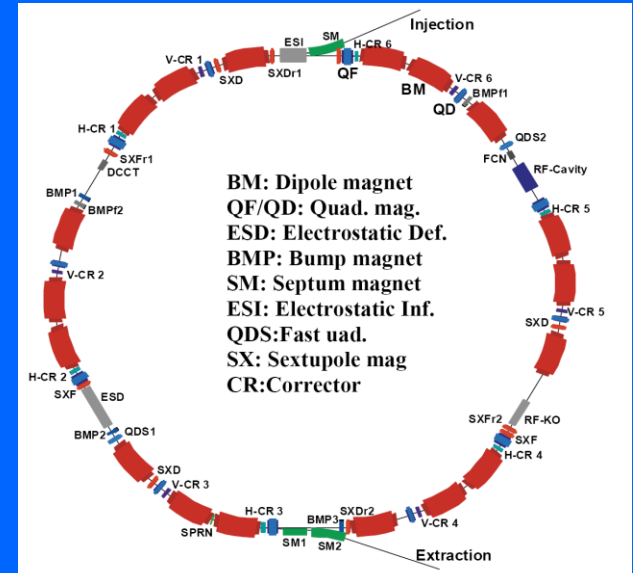 Injection
SM
ESI
H-CR 6
V-CR 1
SXD
SXDr1
QF
BM
V-CR 6
QD
BMPf1
H-CR 1
QDS2
SXFr1
FCN
DCCT
RF-Cavity
BMP1
BMPf2
H-CR 5
BM: Dipole magnet
QF/QD: Quad. mag.
ESD: Electrostatic Def.
BMP: Bump magnet
SM: Septum magnet
ESI: Electrostatic Inf.
QDS:Fast uad.
SX: Sextupole mag
CR:Corrector
V-CR 2
V-CR 5
SXD
H-CR 2
SXF
ESD
SXFr2
RF-KO
BMP2
QDS1
SXF
H-CR 4
SXD
V-CR 3
H-CR 3
BMP3
SXDr2
V-CR 4
SPRN
SM1
SM2
Extraction